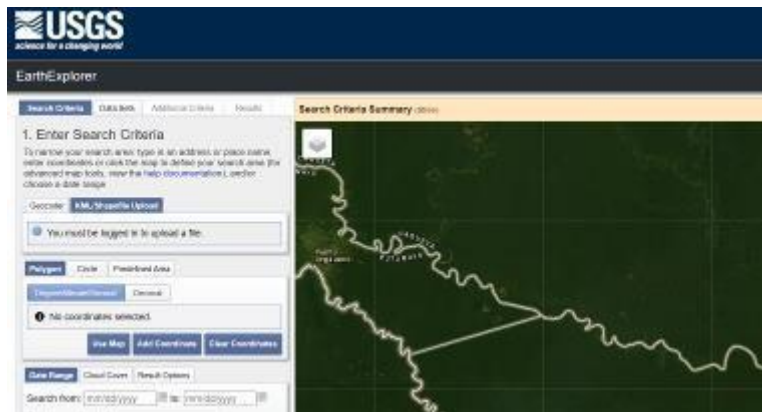 USGS
science for a changing world
EarthExplorer
Search Criteria Data Sets Additional Criteria Results
Search Criteria Summary (Show)
1. Enter Search Criteria
To narrow your search area: type in an address or place name,
enter coordinates or click the map to define your search area (for
advanced map tools, view the help documentation), and/or
choose a date range.
Geocoder KML/Shapefile Upload
You must be logged in to upload a file.
Polygon Circle Predefined Area
Degree/Minute/Second Decimal
No coordinates selected.
Use Map Add Coordinate Clear Coordinates
Date Range Cloud Cover Result Options
Search from: mm/dd/yyyy to: mm/dd/yyyy